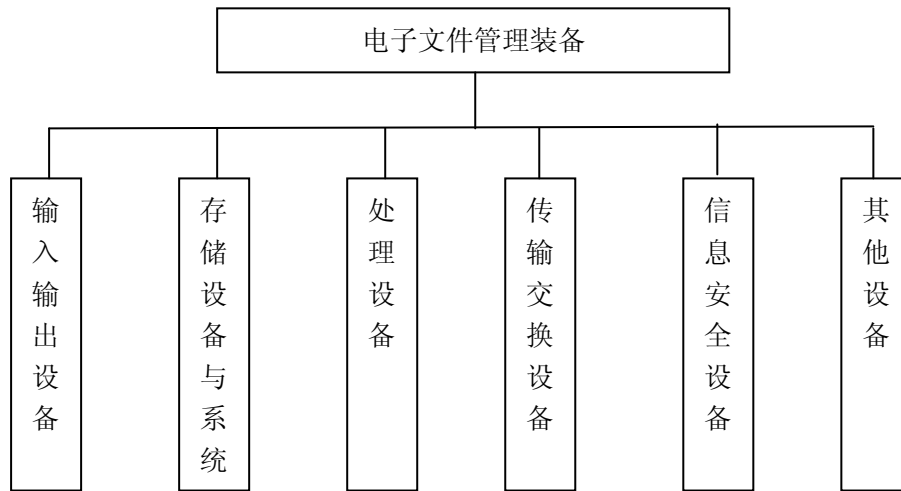 电子文件管理装备
输入输出设备
存储设备与系统
处理设备
传输交换设备
信息安全设备
其他设备